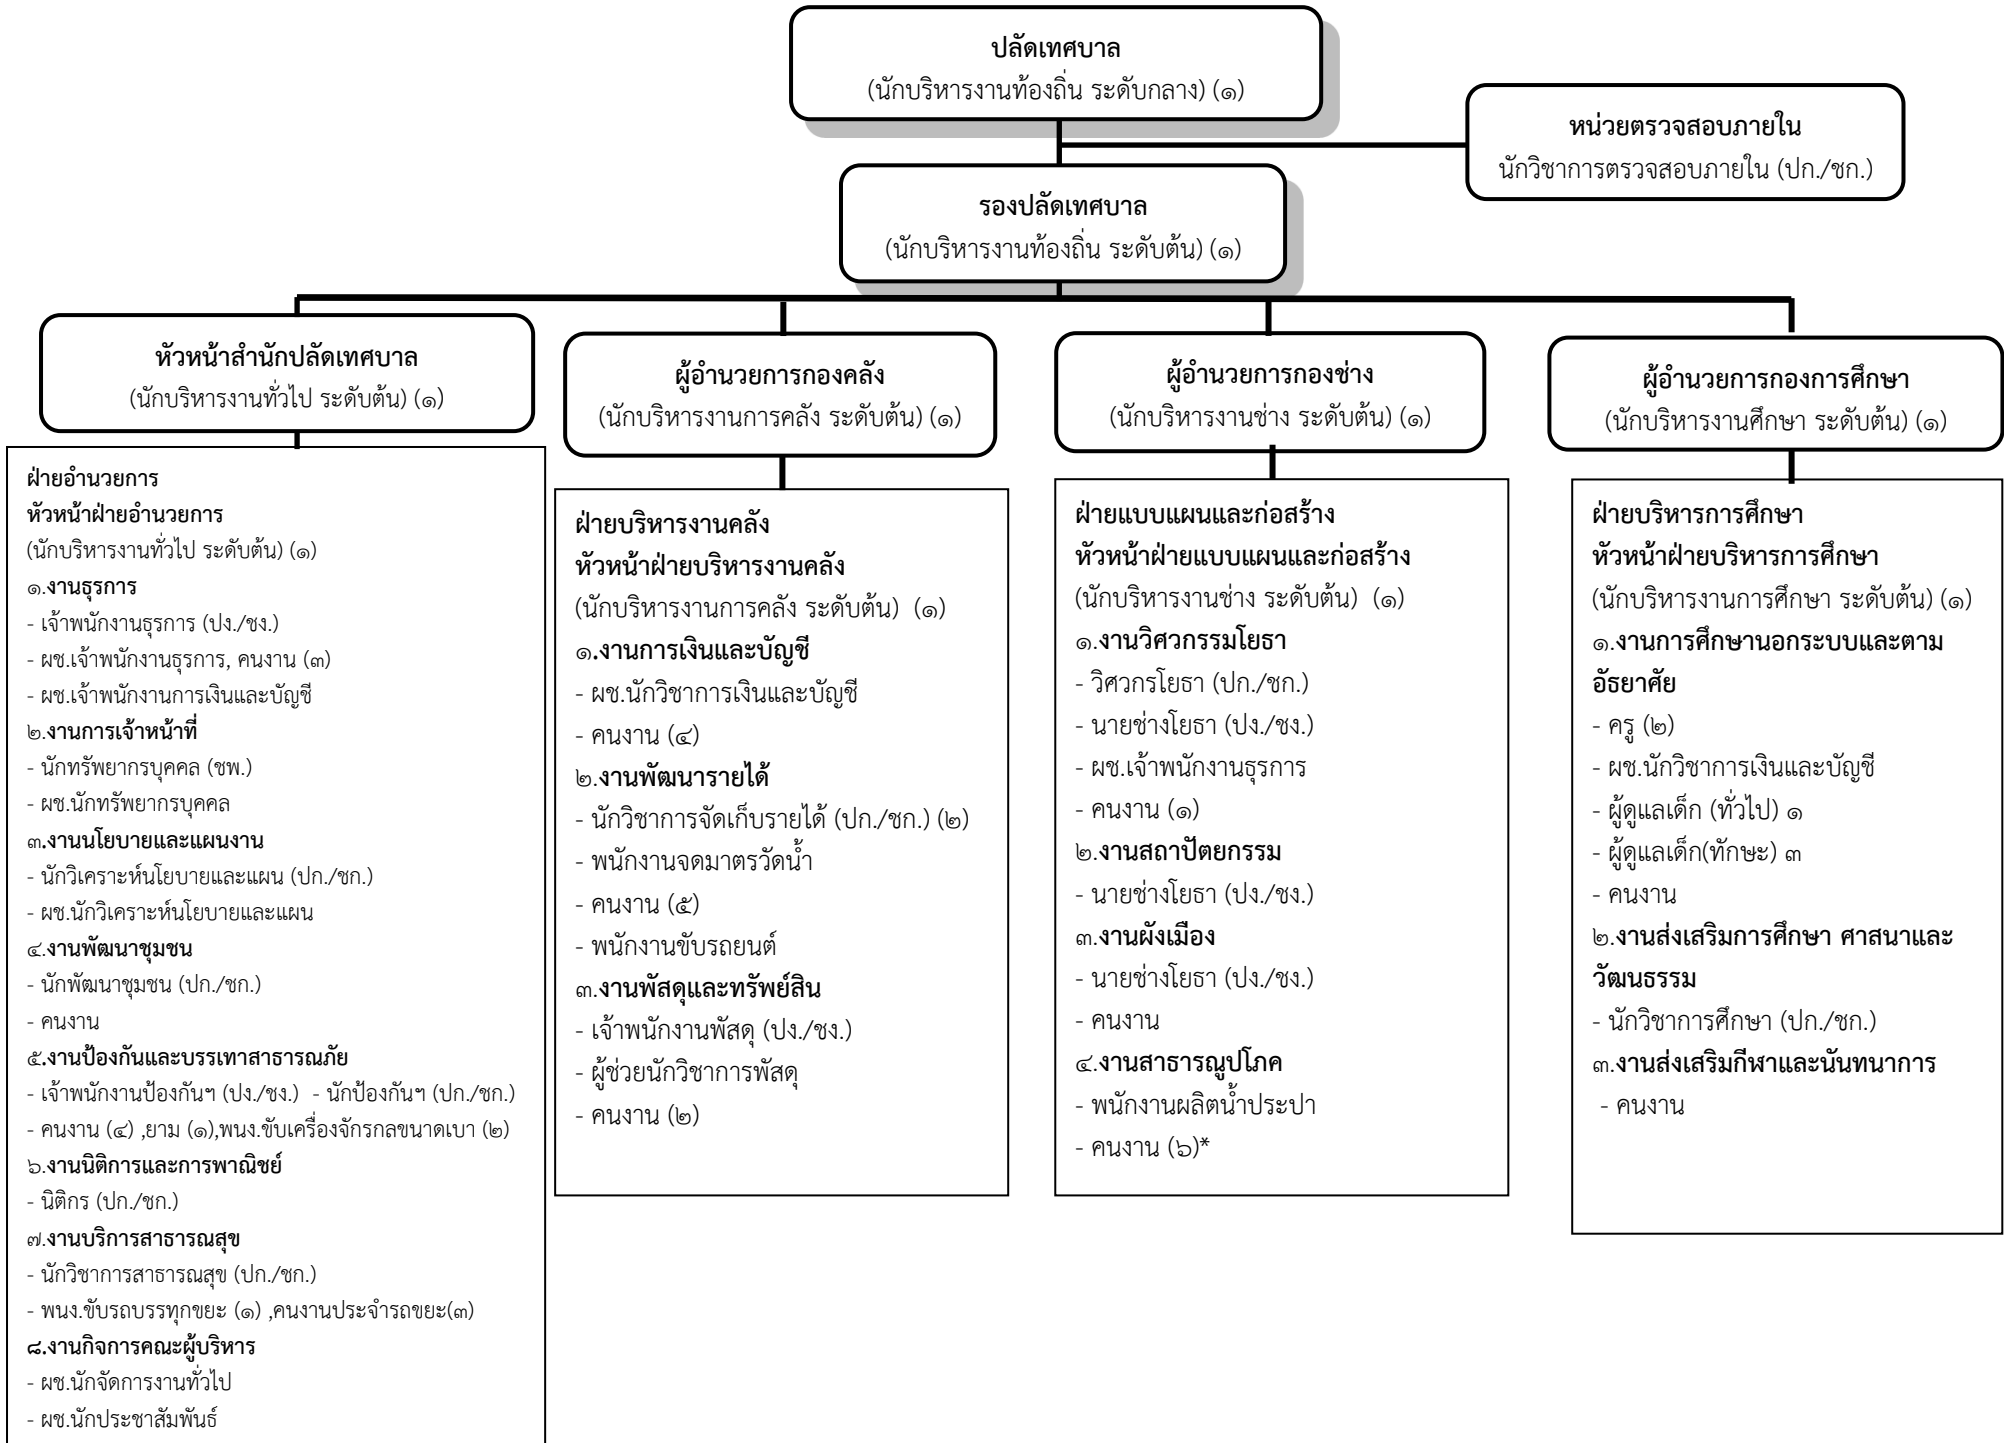 ปลัดเทศบาล
(นักบริหารงานท้องถิ่น ระดับกลาง) (๑)
หน่วยตรวจสอบภายใน
นักวิชาการตรวจสอบภายใน (ปก./ชก.)
รองปลัดเทศบาล
(นักบริหารงานท้องถิ่น ระดับต้น) (๑)
หัวหน้าสำนักปลัดเทศบาล
(นักบริหารงานทั่วไป ระดับต้น) (๑)
ผู้อำนวยการกองคลัง
(นักบริหารงานการคลัง ระดับต้น) (๑)
ผู้อำนวยการกองช่าง
(นักบริหารงานช่าง ระดับต้น) (๑)
ผู้อำนวยการกองการศึกษา
(นักบริหารงานศึกษา ระดับต้น) (๑)
ฝ่ายอำนวยการ
หัวหน้าฝ่ายอำนวยการ
(นักบริหารงานทั่วไป ระดับต้น) (๑)
๑.งานธุรการ
- เจ้าพนักงานธุรการ (ปง./ชง.)
- ผช.เจ้าพนักงานธุรการ, คนงาน (๓)
- ผช.เจ้าพนักงานการเงินและบัญชี
๒.งานการเจ้าหน้าที่
- นักทรัพยากรบุคคล (ชพ.)
- ผช.นักทรัพยากรบุคคล
๓.งานนโยบายและแผนงาน
- นักวิเคราะห์นโยบายและแผน (ปก./ชก.)
- ผช.นักวิเคราะห์นโยบายและแผน
๔.งานพัฒนาชุมชน
- นักพัฒนาชุมชน (ปก./ชก.)
- คนงาน
๕.งานป้องกันและบรรเทาสาธารณภัย
- เจ้าพนักงานป้องกันฯ (ปง./ชง.)  - นักป้องกันฯ (ปก./ชก.)
- คนงาน (๔) ,ยาม (๑),พนง.ขับเครื่องจักรกลขนาดเบา (๒)
๖.งานนิติการและการพาณิชย์
- นิติกร (ปก./ชก.)
๗.งานบริการสาธารณสุข
- นักวิชาการสาธารณสุข (ปก./ชก.)
- พนง.ขับรถบรรทุกขยะ (๑) ,คนงานประจำรถขยะ(๓)
๘.งานกิจการคณะผู้บริหาร
- ผช.นักจัดการงานทั่วไป
- ผช.นักประชาสัมพันธ์
ฝ่ายบริหารงานคลัง
หัวหน้าฝ่ายบริหารงานคลัง
(นักบริหารงานการคลัง ระดับต้น)  (๑)
๑.งานการเงินและบัญชี
- ผช.นักวิชาการเงินและบัญชี
- คนงาน (๔)
๒.งานพัฒนารายได้
- นักวิชาการจัดเก็บรายได้ (ปก./ชก.) (๒)
- พนักงานจดมาตรวัดน้ำ
- คนงาน (๕)
- พนักงานขับรถยนต์
๓.งานพัสดุและทรัพย์สิน
- เจ้าพนักงานพัสดุ (ปง./ชง.)
- ผู้ช่วยนักวิชาการพัสดุ
- คนงาน (๒)
ฝ่ายแบบแผนและก่อสร้าง
หัวหน้าฝ่ายแบบแผนและก่อสร้าง
(นักบริหารงานช่าง ระดับต้น)  (๑)
๑.งานวิศวกรรมโยธา
- วิศวกรโยธา (ปก./ชก.)
- นายช่างโยธา (ปง./ชง.)
- ผช.เจ้าพนักงานธุรการ
- คนงาน (๑)
๒.งานสถาปัตยกรรม
- นายช่างโยธา (ปง./ชง.)
๓.งานผังเมือง
- นายช่างโยธา (ปง./ชง.)
- คนงาน
๔.งานสาธารณูปโภค
- พนักงานผลิตน้ำประปา
- คนงาน (๖)*
ฝ่ายบริหารการศึกษา
หัวหน้าฝ่ายบริหารการศึกษา
(นักบริหารงานการศึกษา ระดับต้น) (๑)
๑.งานการศึกษานอกระบบและตาม
อัธยาศัย
- ครู (๒)
- ผช.นักวิชาการเงินและบัญชี
- ผู้ดูแลเด็ก (ทั่วไป) ๑
- ผู้ดูแลเด็ก(ทักษะ) ๓
- คนงาน
๒.งานส่งเสริมการศึกษา ศาสนาและ
วัฒนธรรม
- นักวิชาการศึกษา (ปก./ชก.)
๓.งานส่งเสริมกีฬาและนันทนาการ
- คนงาน